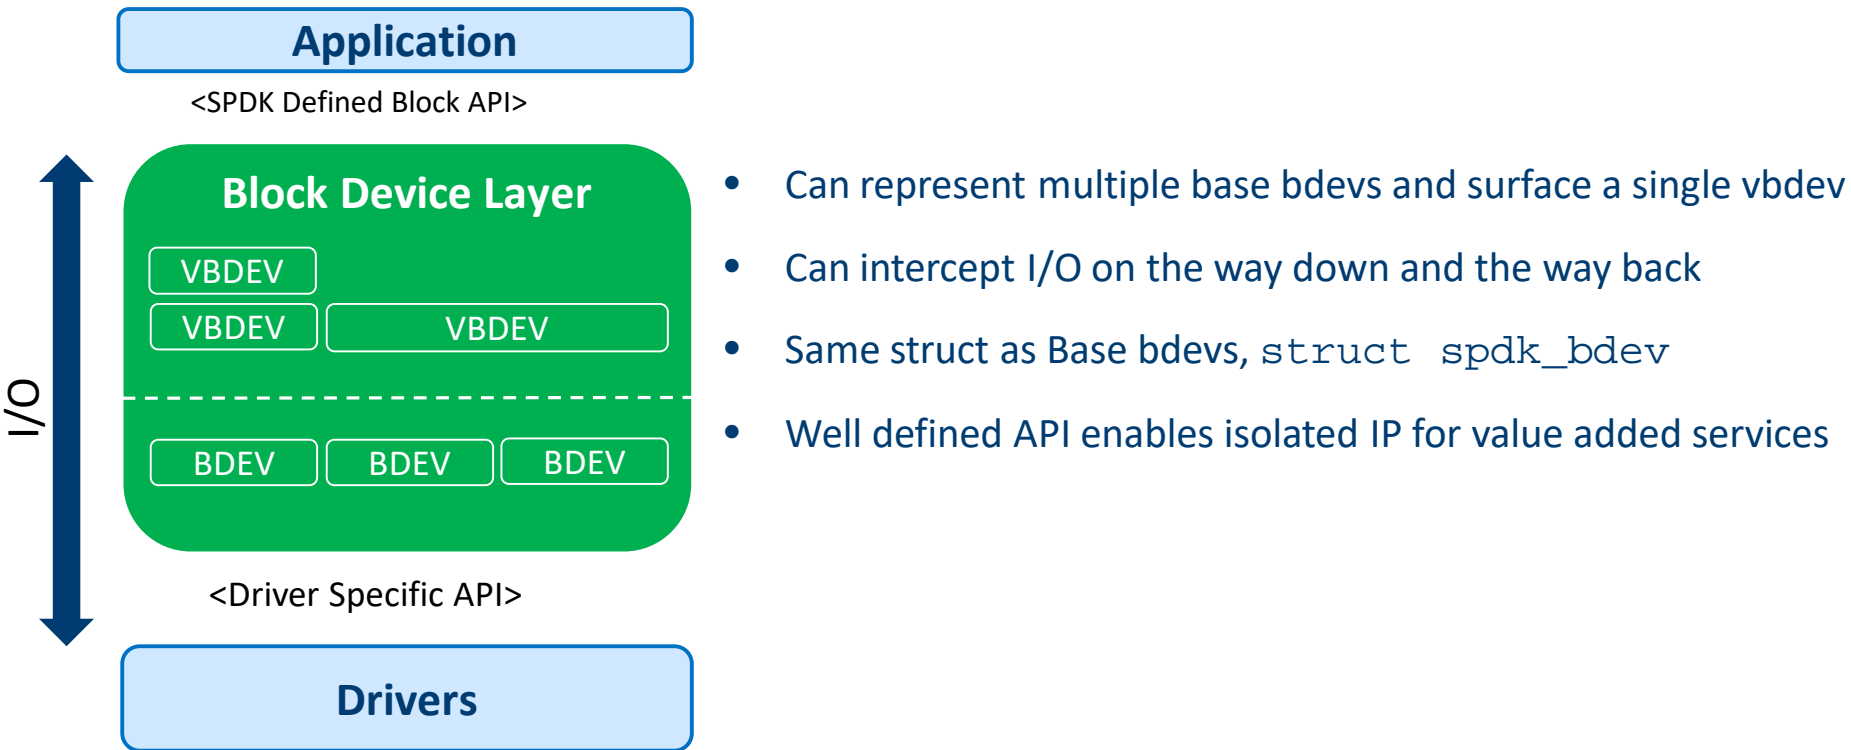 Application
<SPDK Defined Block API>
I/O
Block Device Layer
VBDEV
VBDEV VBDEV
BDEV BDEV BDEV
<Driver Specific API>
Drivers
• Can represent multiple base bdevs and surface a single vbdev
• Can intercept I/O on the way down and the way back
• Same struct as Base bdevs, struct spdk_bdev
• Well defined API enables isolated IP for value added services